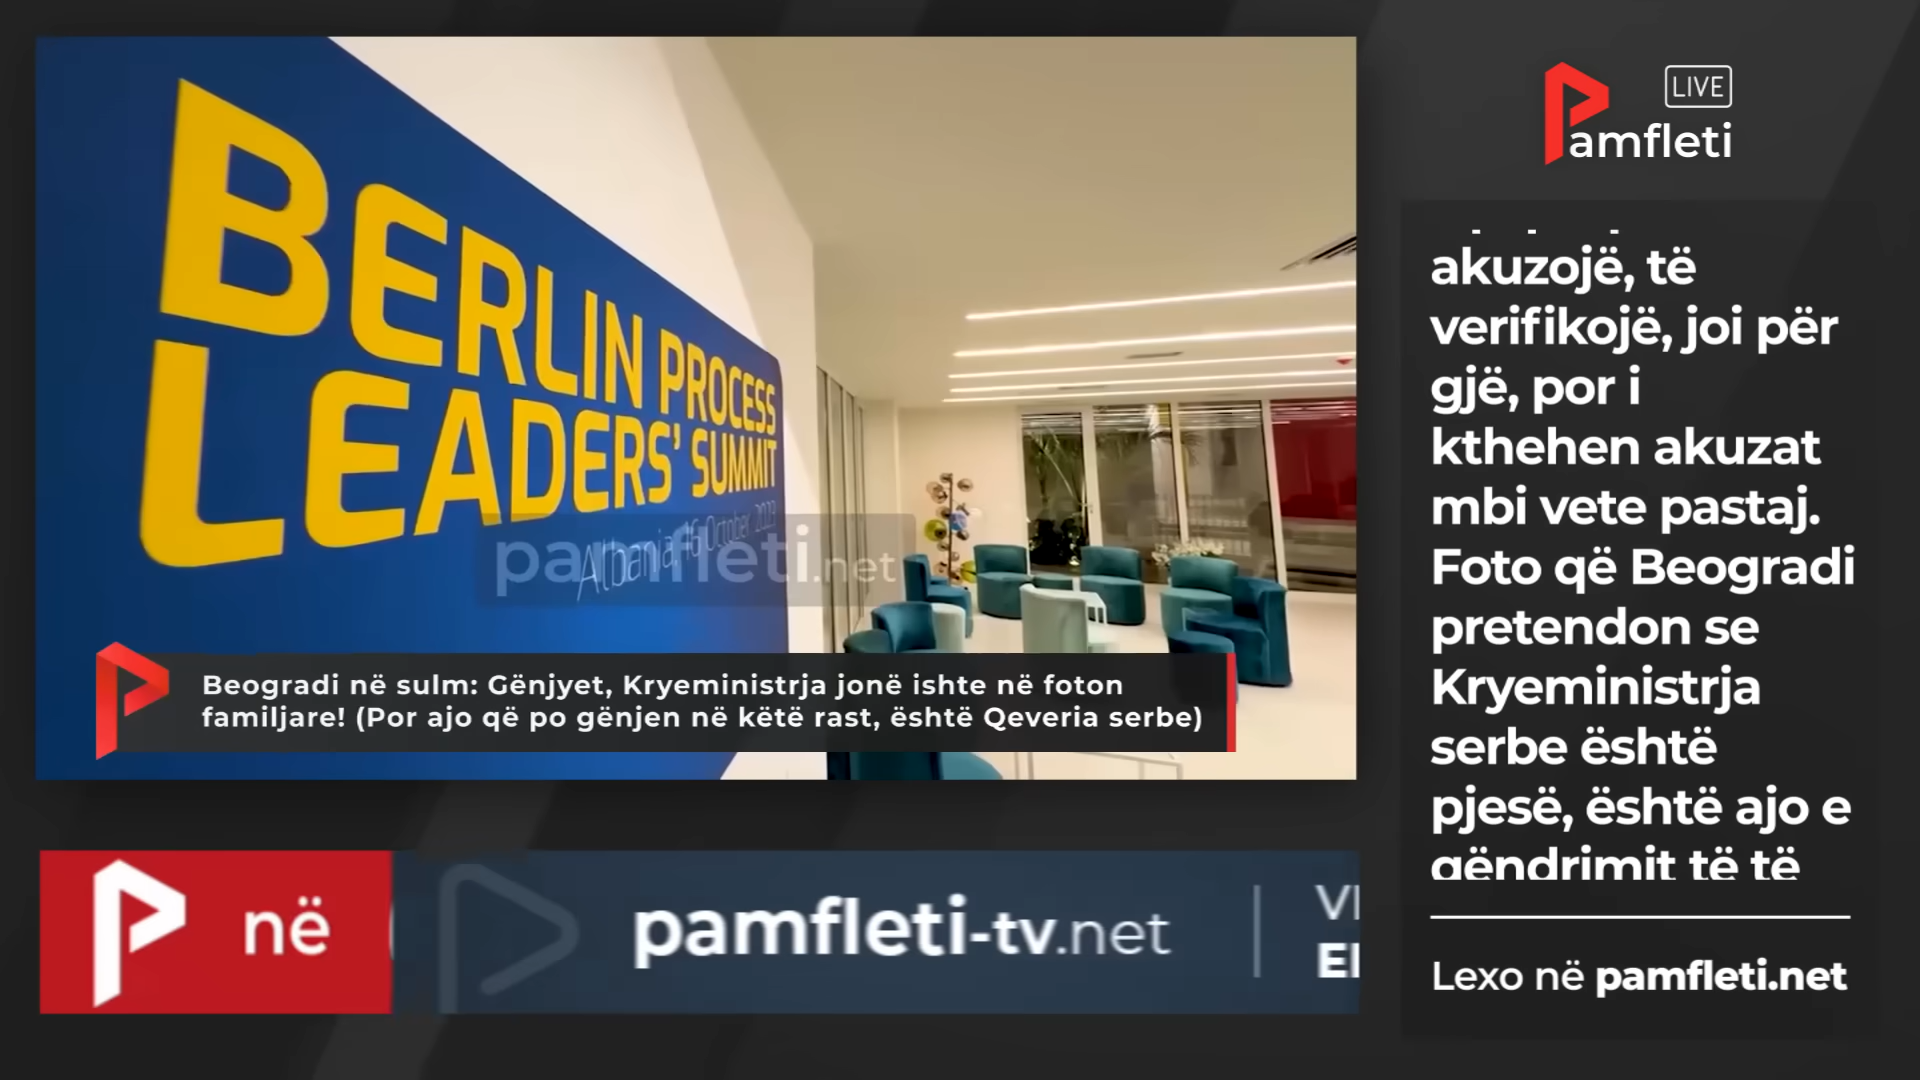 BERLIN PROCESS
LEADERS' SUMMIT
Albania, 16 October 2023
pamfleti.net
Beogradi në sulm: Gënjyet, Kryeministrja jonë ishte në foton
familjare! (Por ajo që po gënjen në këtë rast, është Qeveria serbe)
në
pamfleti-tv.net
LIVE
Pamfleti
akuzojë, të
verifikojë, joi për
gjë, por i
kthehen akuzat
mbi vete pastaj.
Foto që Beogradi
pretendon se
Kryeministrja
serbe është
pjesë, është ajo e
qëndrimit të të
Lexo në pamfleti.net